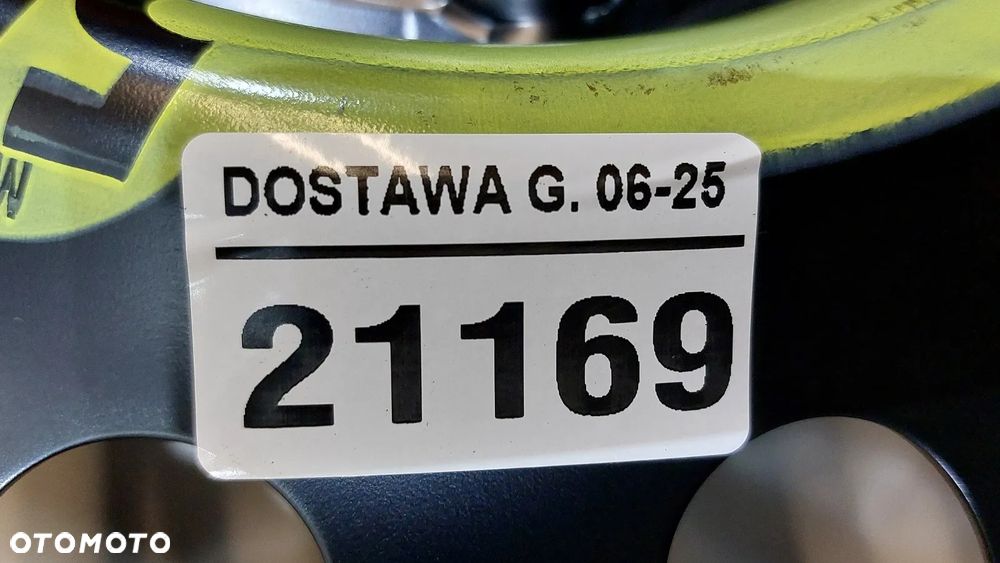 W
DOSTAWA G. 06-25
21169
OTOMOTO